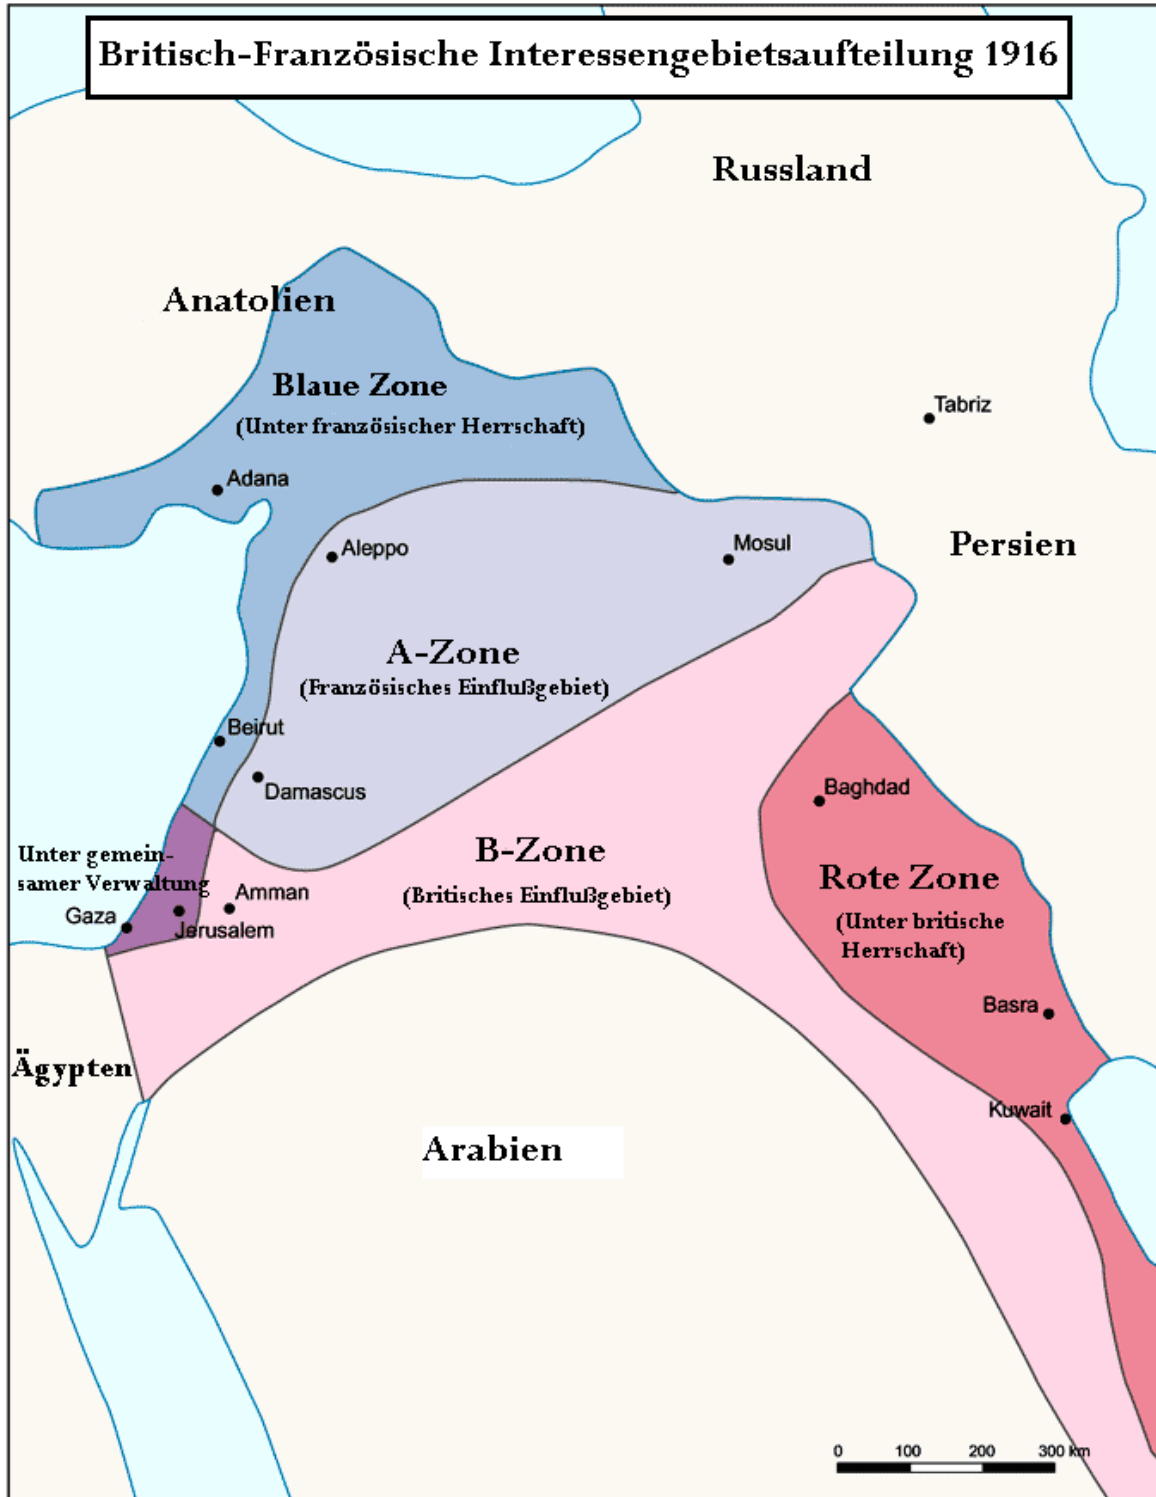 Britisch-Französische Interessengebietsaufteilung 1916
Russland
Anatolien
Blaue Zone
(Unter französischer Herrschaft)
Tabriz
Adana
Aleppo
Mosul
Persien
A-Zone
(Französisches Einflußgebiet)
Beirut
Damascus
Baghdad
B-Zone
(Britisches Einflußgebiet)
Unter gemein-
samer Verwaltung
Rote Zone
(Unter britische
Herrschaft)
Amman
Gaza
Jerusalem
Basra
Ägypten
Kuwait
Arabien
0 100 200 300 km